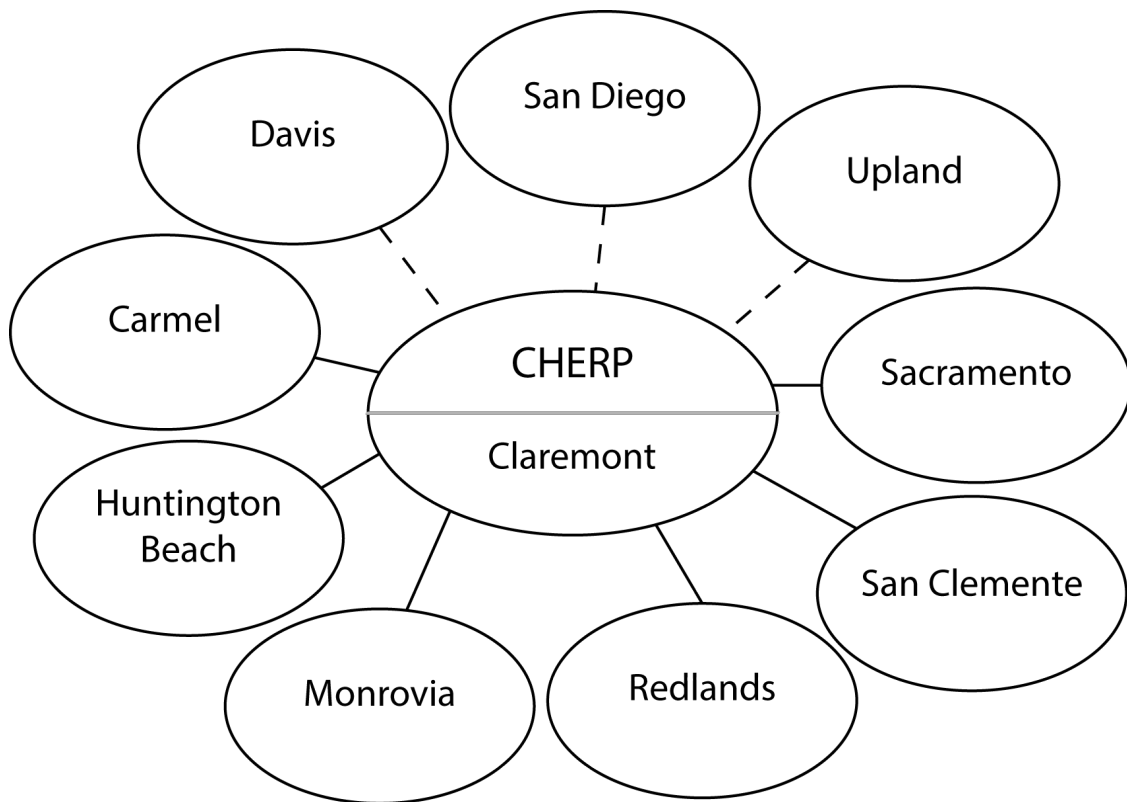 San Diego
Davis
Upland
Carmel
CHERP
Sacramento
Claremont
Huntington
Beach
San Clemente
Monrovia
Redlands